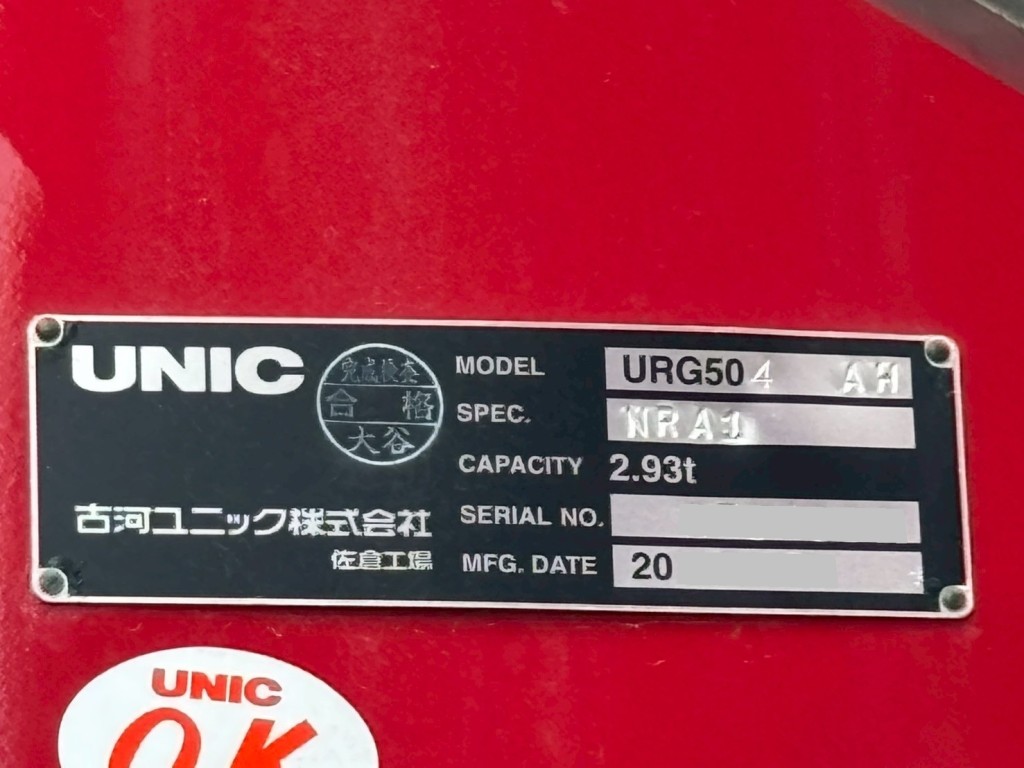 UNIC
完成検査
合格
大谷
MODEL URG504 AH
SPEC. NRA1
CAPACITY 2.93t
SERIAL NO.
MFG. DATE 20
古河ユニック株式会社
佐倉工場
UNIC
OK